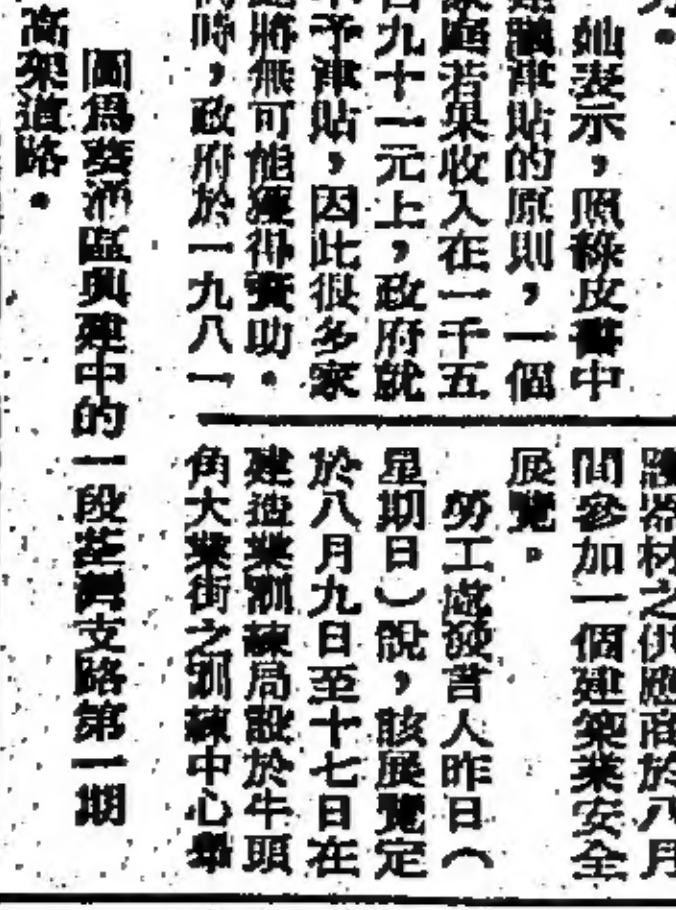 方。
她表示，照綠皮書中
建議津貼的原則，一個
家庭若果收入在一千五
百九十一元上，政府就
不予津貼，因此很多家
庭將無可能獲得資助。
同時，政府於一九八一
護器材之供應商於八月
間參加一個建築業安全
展覽。
勞工處發言人昨日（
星期日）說，該展覽定
於八月九日至十七日在
建造業訓練局設於牛頭
角大業街之訓練中心舉
圖爲葵涌區興建中的一段荃灣支路第一期
高架道路。